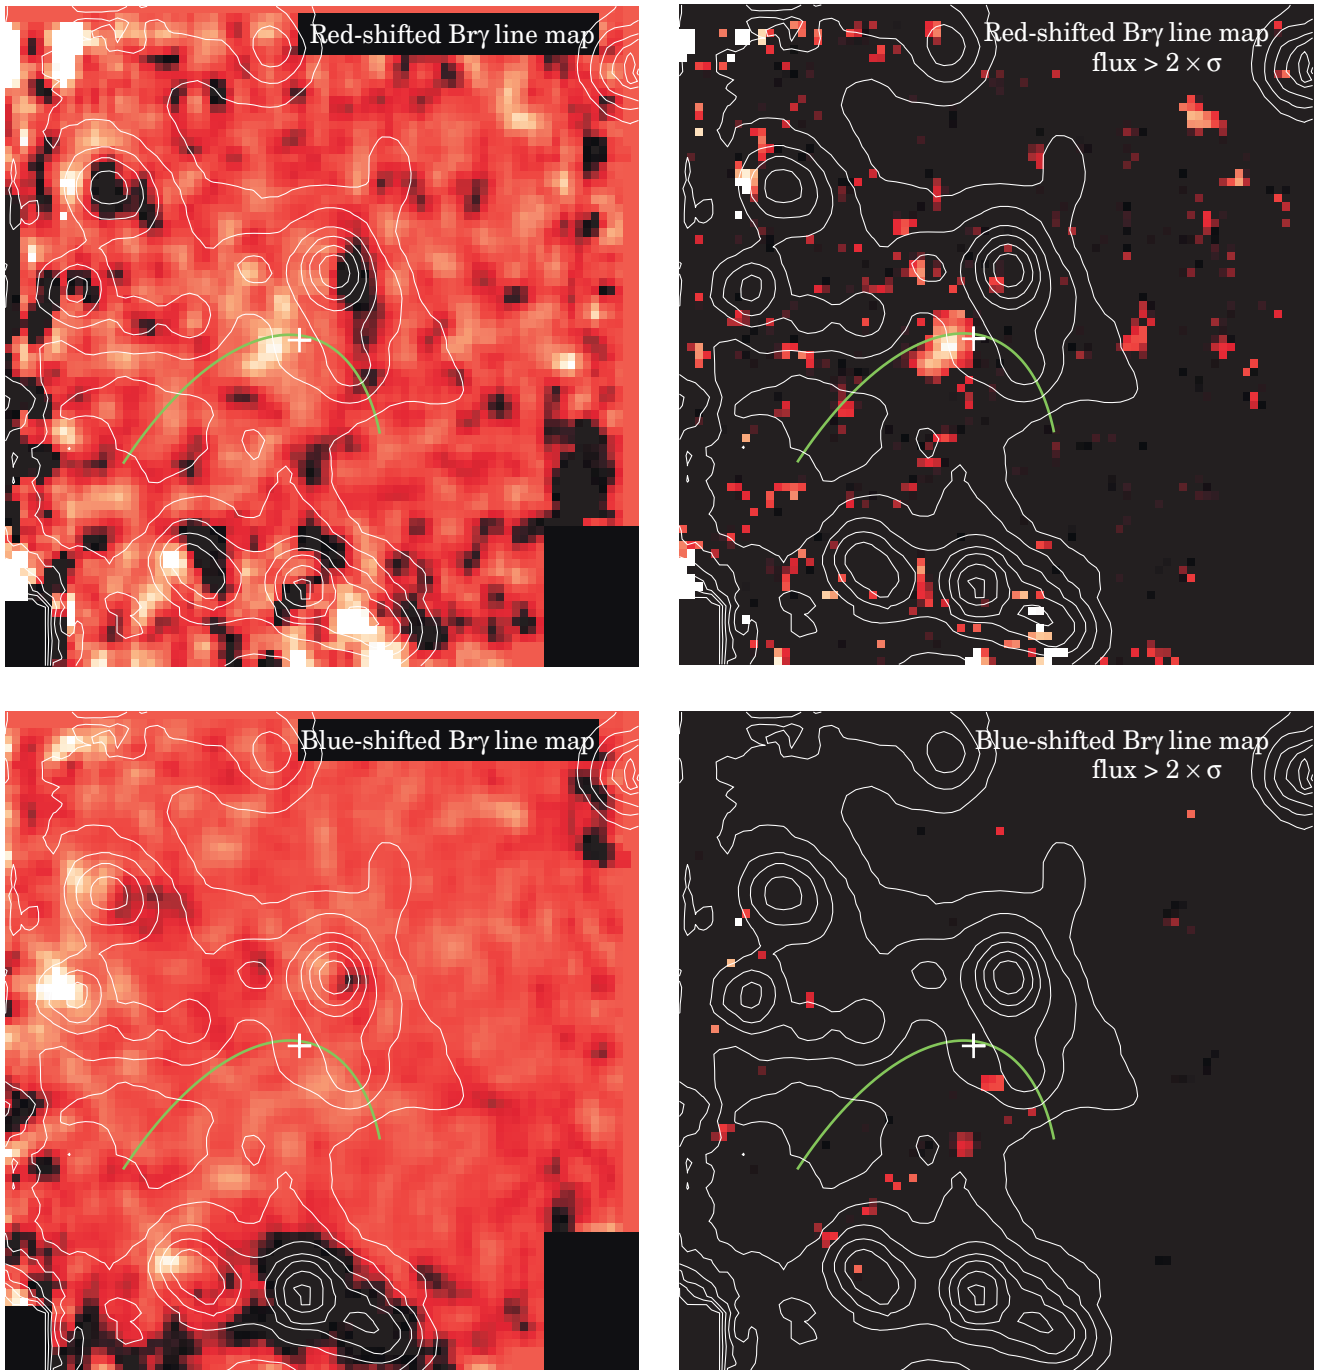 Red-shifted Brγ line map
Red-shifted Brγ line map
flux > 2 × σ
Blue-shifted Brγ line map
Blue-shifted Brγ line map
flux > 2 × σ